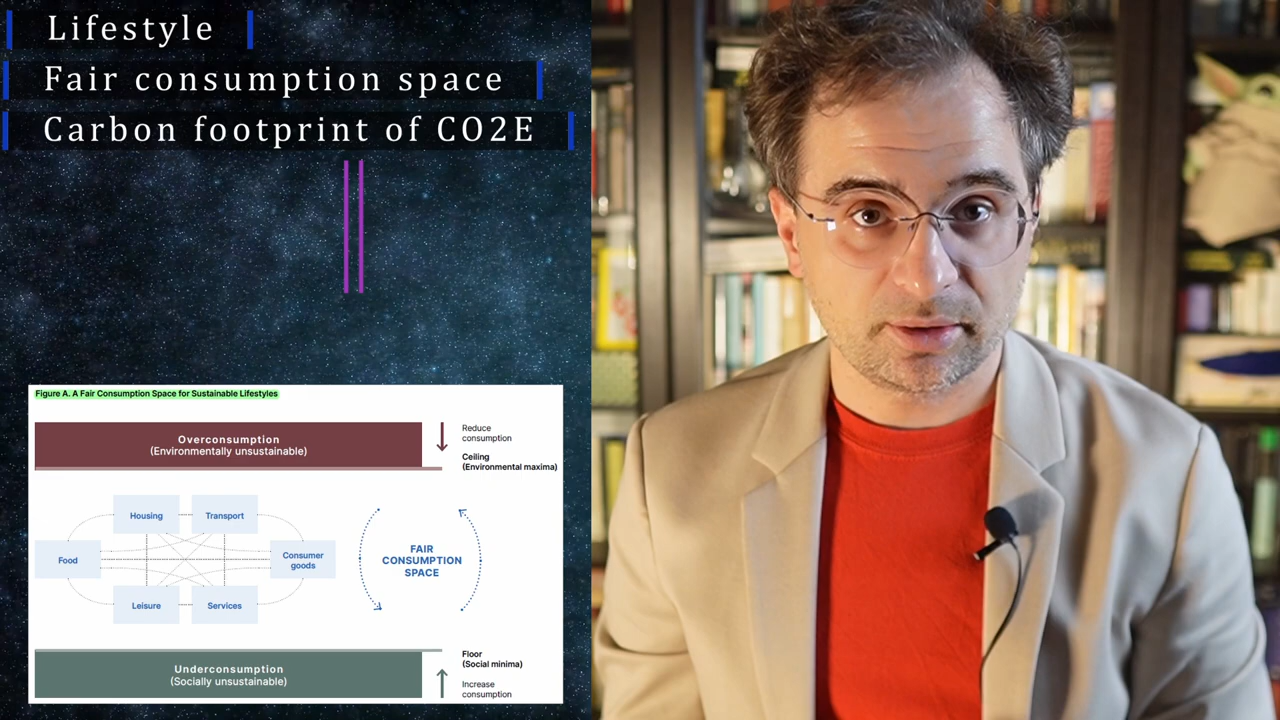 Lifestyle
Fair consumption space
Carbon footprint of CO2E
Figure A. A Fair Consumption Space for Sustainable Lifestyles
Overconsumption
(Environmentally unsustainable)
Reduce
consumption
Ceiling
(Environmental maxima)
Housing
Transport
Food
Consumer
goods
Leisure
Services
FAIR
CONSUMPTION
SPACE
Underconsumption
(Socially unsustainable)
Floor
(Social minima)
Increase
consumption